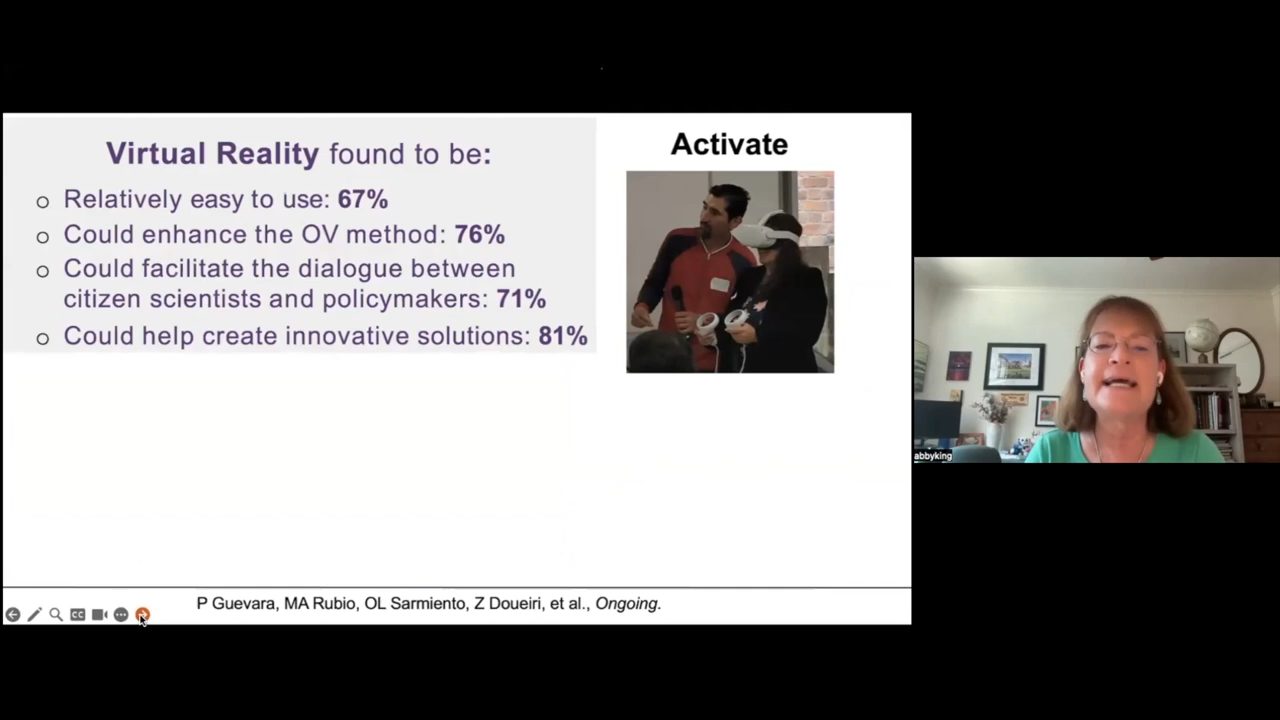 Virtual Reality found to be:
Relatively easy to use: 67%
Could enhance the OV method: 76%
Could facilitate the dialogue between
citizen scientists and policymakers: 71%
Could help create innovative solutions: 81%
Activate
P Guevara, MA Rubio, OL Sarmiento, Z Doueiri, et al., Ongoing.
CC
abbyking